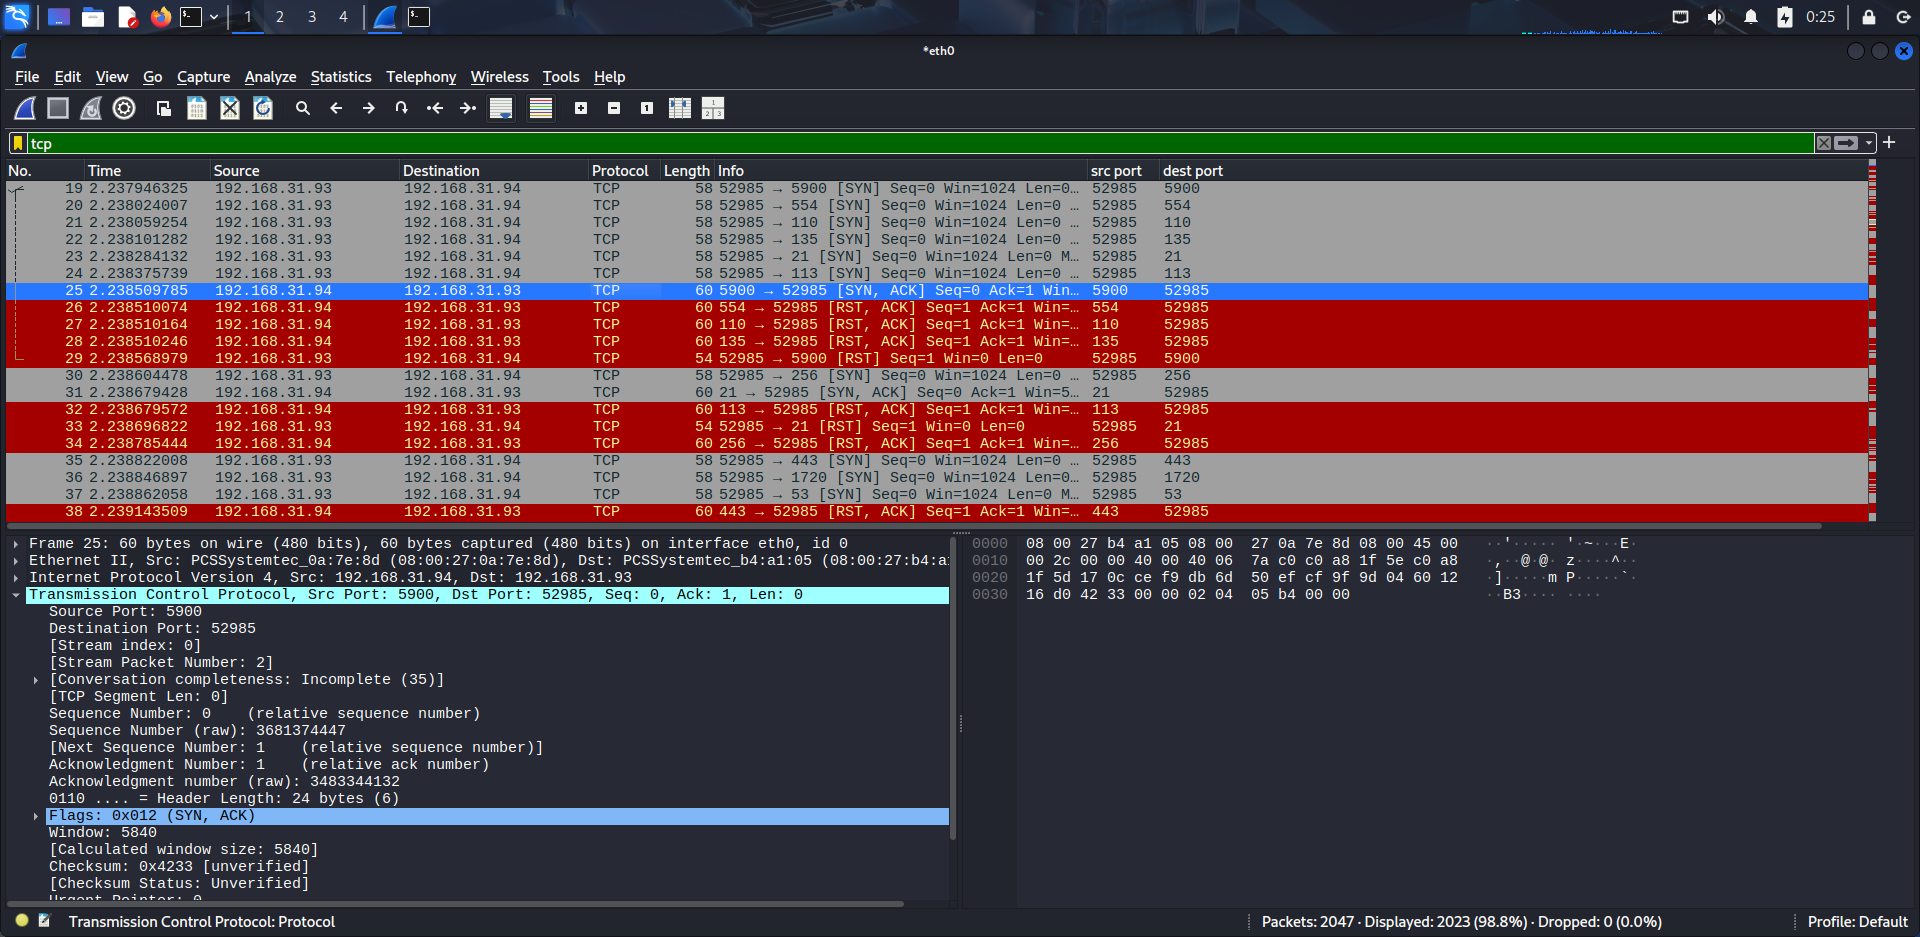 1 2 3 4 0:25
*eth0
File Edit View Go Capture Analyze Statistics Telephony Wireless Tools Help
tcp
No. Time Source Destination Protocol Length Info src port dest port
19 2.237946325 192.168.31.93 192.168.31.94 TCP 58 52985 → 5900 [SYN] Seq=0 Win=1024 Len=0… 52985 5900
20 2.238024007 192.168.31.93 192.168.31.94 TCP 58 52985 → 554 [SYN] Seq=0 Win=1024 Len=0 … 52985 554
21 2.238059254 192.168.31.93 192.168.31.94 TCP 58 52985 → 110 [SYN] Seq=0 Win=1024 Len=0 … 52985 110
22 2.238101282 192.168.31.93 192.168.31.94 TCP 58 52985 → 135 [SYN] Seq=0 Win=1024 Len=0 … 52985 135
23 2.238284132 192.168.31.93 192.168.31.94 TCP 58 52985 → 21 [SYN] Seq=0 Win=1024 Len=0 M… 52985 21
24 2.238375739 192.168.31.93 192.168.31.94 TCP 58 52985 → 113 [SYN] Seq=0 Win=1024 Len=0 … 52985 113
25 2.238509785 192.168.31.94 192.168.31.93 TCP 60 5900 → 52985 [SYN, ACK] Seq=0 Ack=1 Win… 5900 52985
26 2.238510074 192.168.31.94 192.168.31.93 TCP 60 554 → 52985 [RST, ACK] Seq=1 Ack=1 Win=… 554 52985
27 2.238510164 192.168.31.94 192.168.31.93 TCP 60 110 → 52985 [RST, ACK] Seq=1 Ack=1 Win=… 110 52985
28 2.238510246 192.168.31.94 192.168.31.93 TCP 60 135 → 52985 [RST, ACK] Seq=1 Ack=1 Win=… 135 52985
29 2.238568979 192.168.31.93 192.168.31.94 TCP 54 52985 → 5900 [RST] Seq=1 Win=0 Len=0 52985 5900
30 2.238604478 192.168.31.93 192.168.31.94 TCP 58 52985 → 256 [SYN] Seq=0 Win=1024 Len=0 … 52985 256
31 2.238679428 192.168.31.94 192.168.31.93 TCP 60 21 → 52985 [SYN, ACK] Seq=0 Ack=1 Win=5… 21 52985
32 2.238679572 192.168.31.94 192.168.31.93 TCP 60 113 → 52985 [RST, ACK] Seq=1 Ack=1 Win=… 113 52985
33 2.238696822 192.168.31.93 192.168.31.94 TCP 54 52985 → 21 [RST] Seq=1 Win=0 Len=0 52985 21
34 2.238785444 192.168.31.94 192.168.31.93 TCP 60 256 → 52985 [RST, ACK] Seq=1 Ack=1 Win=… 256 52985
35 2.238822008 192.168.31.93 192.168.31.94 TCP 58 52985 → 443 [SYN] Seq=0 Win=1024 Len=0 … 52985 443
36 2.238846897 192.168.31.93 192.168.31.94 TCP 58 52985 → 1720 [SYN] Seq=0 Win=1024 Len=0… 52985 1720
37 2.238862058 192.168.31.93 192.168.31.94 TCP 58 52985 → 53 [SYN] Seq=0 Win=1024 Len=0 M… 52985 53
38 2.239143509 192.168.31.94 192.168.31.93 TCP 60 443 → 52985 [RST, ACK] Seq=1 Ack=1 Win=… 443 52985
Frame 25: 60 bytes on wire (480 bits), 60 bytes captured (480 bits) on interface eth0, id 0
Ethernet II, Src: PCSSystemtec_0a:7e:8d (08:00:27:0a:7e:8d), Dst: PCSSystemtec_b4:a1:05 (08:00:27:b4:a
Internet Protocol Version 4, Src: 192.168.31.94, Dst: 192.168.31.93
Transmission Control Protocol, Src Port: 5900, Dst Port: 52985, Seq: 0, Ack: 1, Len: 0
Source Port: 5900
Destination Port: 52985
[Stream index: 0]
[Stream Packet Number: 2]
[Conversation completeness: Incomplete (35)]
[TCP Segment Len: 0]
Sequence Number: 0 (relative sequence number)
Sequence Number (raw): 3681374447
[Next Sequence Number: 1 (relative sequence number)]
Acknowledgment Number: 1 (relative ack number)
Acknowledgment number (raw): 3483344132
0110 .... = Header Length: 24 bytes (6)
Flags: 0x012 (SYN, ACK)
Window: 5840
[Calculated window size: 5840]
Checksum: 0x4233 [unverified]
[Checksum Status: Unverified]
Urgent Pointer: 0
0000 08 00 27 b4 a1 05 08 00 27 0a 7e 8d 08 00 45 00 ··'····· '·~···E·
0010 00 2c 00 00 40 00 40 06 7a c0 c0 a8 1f 5e c0 a8 ·,··@·@· z····^··
0020 1f 5d 17 0c ce f9 db 6d 50 ef cf 9f 9d 04 60 12 ·]·····m P·····`·
0030 16 d0 42 33 00 00 02 04 05 b4 00 00 ··B3···· ····
Transmission Control Protocol: Protocol
Packets: 2047 · Displayed: 2023 (98.8%) · Dropped: 0 (0.0%)
Profile: Default